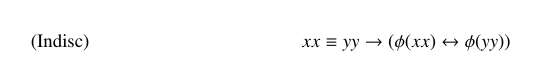 (Indisc) xx ≡ yy → (ϕ(xx) ↔ ϕ(yy))